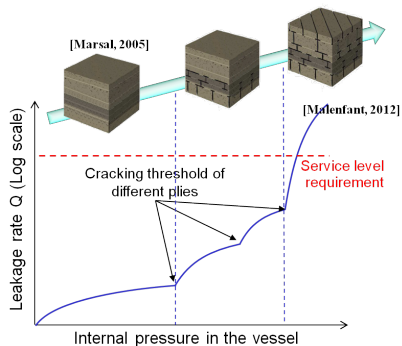 [Marsal, 2005]
[Malenfant, 2012]
Service level
requirement
Cracking threshold of
different plies
Leakage rate Q (Log scale)
Internal pressure in the vessel